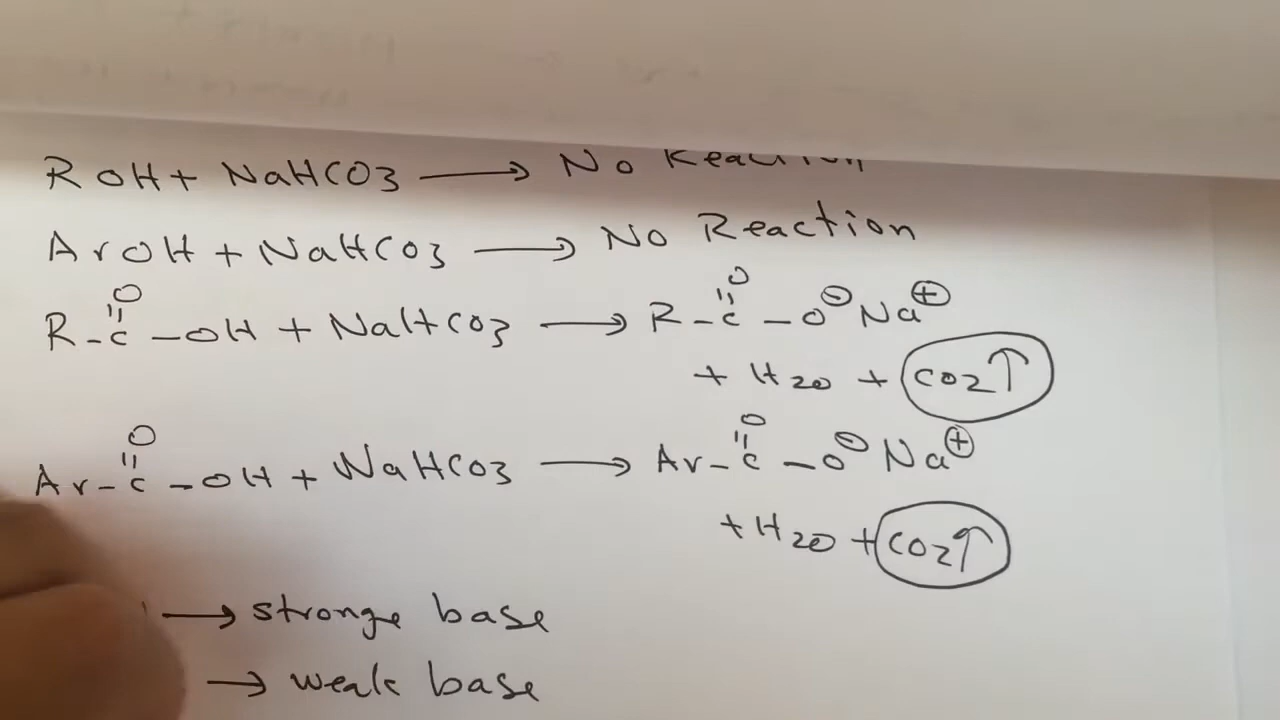 ROH + NaHCO3 ⟶ No Reaction
ArOH + NaHCO3 ⟶ No Reaction
O
R-C-OH + NaHCO3 ⟶ R-C-O⊖ Na⊕
O
+ H2O + CO2↑
O
Ar-C-OH + NaHCO3 ⟶ Ar-C-O⊖ Na⊕
O
+ H2O + CO2↑
⟶ stronge base
⟶ weak base